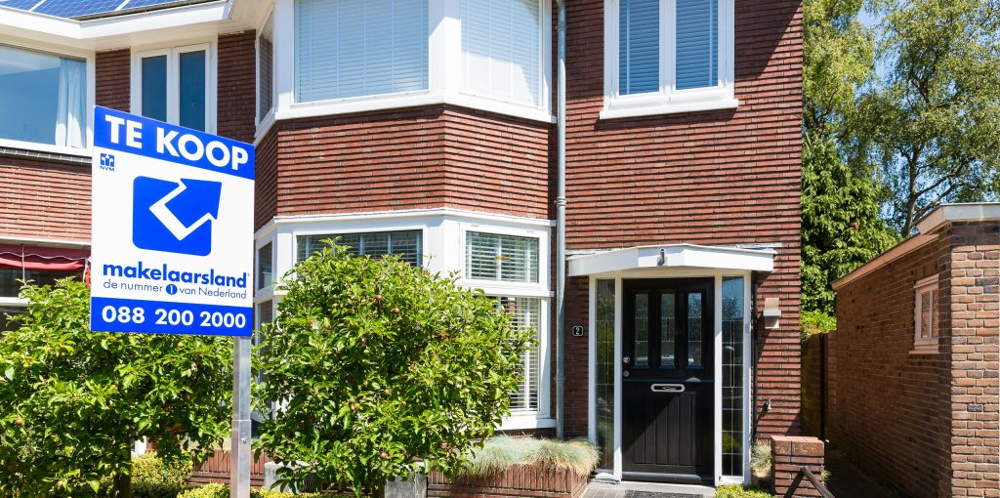 TE KOOP
NVM
makelaarsland
de nummer 1 van Nederland
088 200 2000
2